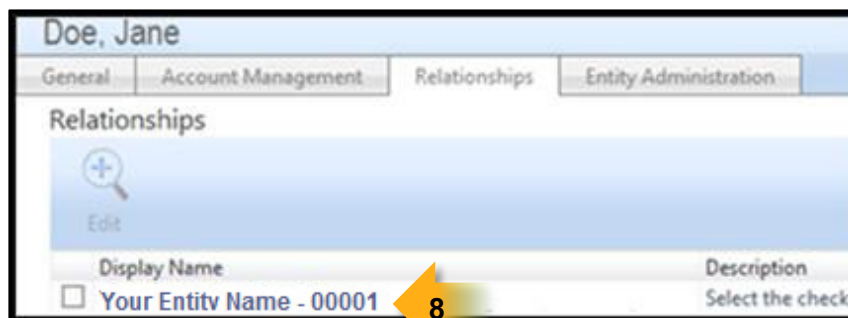 Doe, Jane
General Account Management Relationships Entity Administration
Relationships
Edit
Display Name Description
Your Entity Name - 00001 8 Select the check